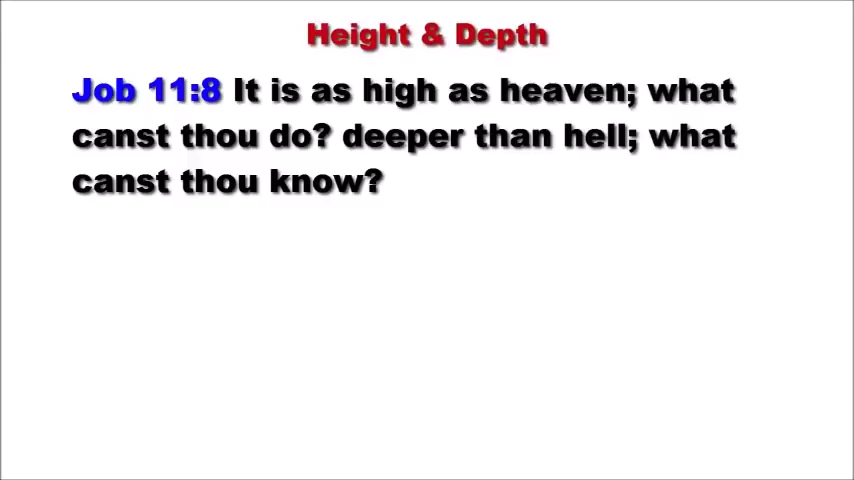 Height & Depth
Job 11:8 It is as high as heaven; what
canst thou do? deeper than hell; what
canst thou know?